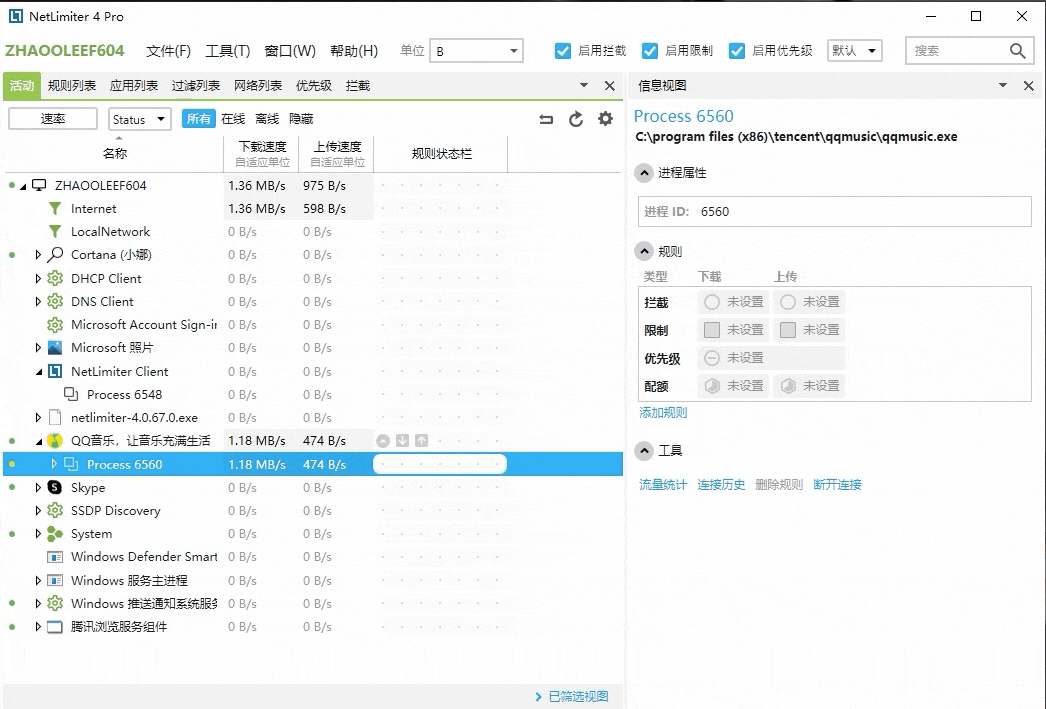 NetLimiter 4 Pro
ZHAOOLEEF604 文件(F) 工具(T) 窗口(W) 帮助(H) 单位 B 启用拦截 启用限制 启用优先级 默认 搜索
活动 规则列表 应用列表 过滤列表 网络列表 优先级 拦截
速率 Status 所有 在线 离线 隐藏
名称 下载速度 上传速度 规则状态栏
自适应单位 自适应单位
ZHAOOLEEF604 1.36 MB/s 975 B/s
Internet 1.36 MB/s 598 B/s
LocalNetwork 0 B/s 0 B/s
Cortana (小娜) 0 B/s 0 B/s
DHCP Client 0 B/s 0 B/s
DNS Client 0 B/s 0 B/s
Microsoft Account Sign-in 0 B/s 0 B/s
Microsoft 照片 0 B/s 0 B/s
NetLimiter Client 0 B/s 0 B/s
Process 6548 0 B/s 0 B/s
netlimiter-4.0.67.0.exe 0 B/s 0 B/s
QQ音乐，让音乐充满生活 1.18 MB/s 474 B/s
Process 6560 1.18 MB/s 474 B/s
Skype 0 B/s 0 B/s
SSDP Discovery 0 B/s 0 B/s
System 0 B/s 0 B/s
Windows Defender Smart 0 B/s 0 B/s
Windows 服务主进程 0 B/s 0 B/s
Windows 推送通知系统服务 0 B/s 0 B/s
腾讯浏览服务组件 0 B/s 0 B/s
已筛选视图
信息视图
Process 6560
C:\program files (x86)\tencent\qqmusic\qqmusic.exe
进程属性
进程 ID: 6560
规则
类型 下载 上传
拦截 未设置 未设置
限制 未设置 未设置
优先级 未设置
配额 未设置 未设置
添加规则
工具
流量统计 连接历史 删除规则 断开连接